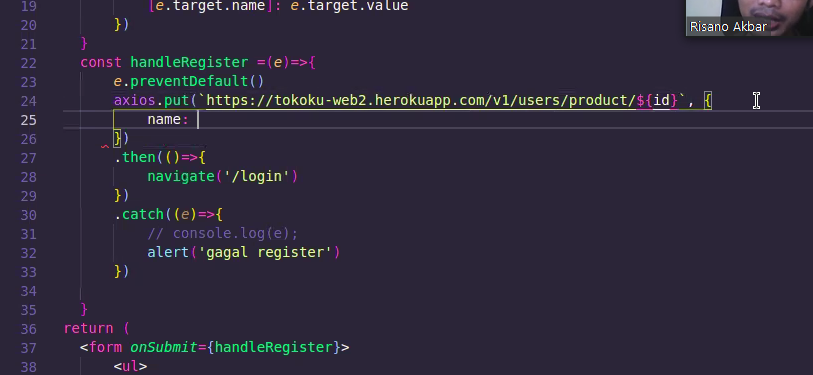 19 [e.target.name]: e.target.value
20 })
21 }
22 const handleRegister =(e)=>{
23 e.preventDefault()
24 axios.put(`https://tokoku-web2.herokuapp.com/v1/users/product/${id}`, {
25 name:
26 })
27 .then(()=>{
28 navigate('/login')
29 })
30 .catch((e)=>{
31 // console.log(e);
32 alert('gagal register')
33 })
34
35 }
36 return (
37 <form onSubmit={handleRegister}>
38 <ul>
Risano Akbar